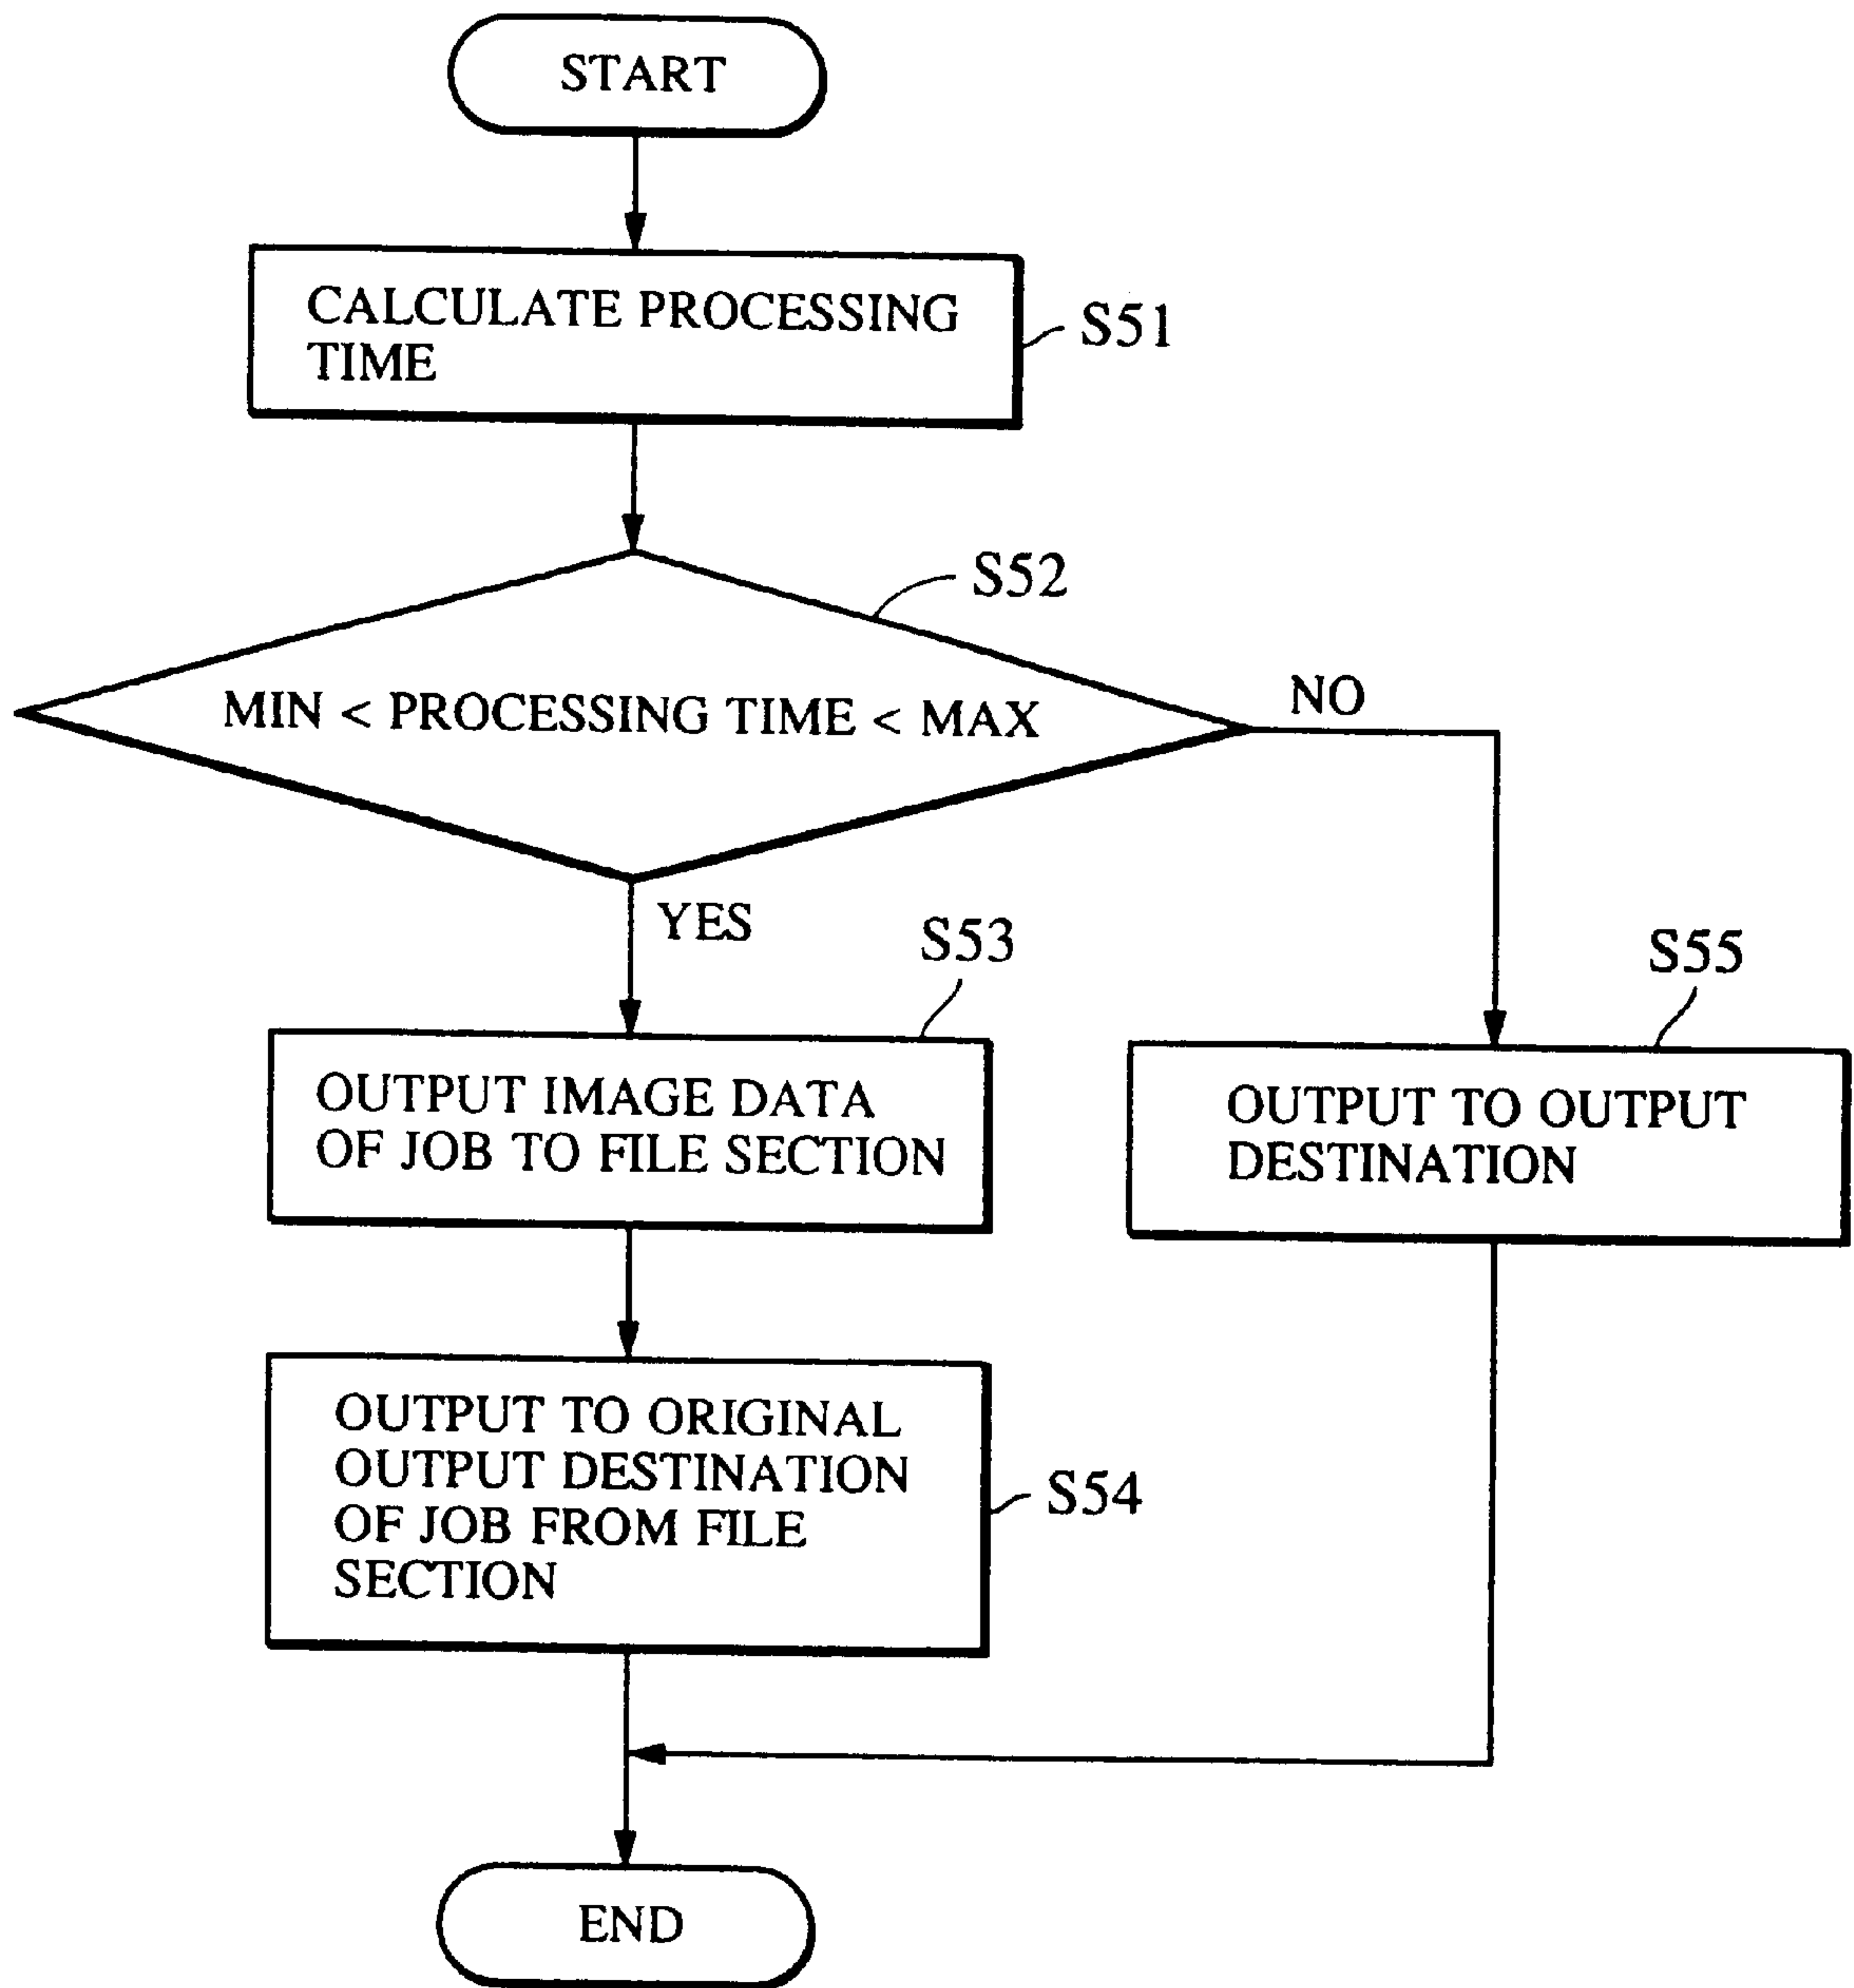 START
CALCULATE PROCESSING
TIME
S51
S52
MIN < PROCESSING TIME < MAX
NO
YES
S53
OUTPUT IMAGE DATA
OF JOB TO FILE SECTION
S55
OUTPUT TO OUTPUT
DESTINATION
OUTPUT TO ORIGINAL
OUTPUT DESTINATION
OF JOB FROM FILE
SECTION
S54
END